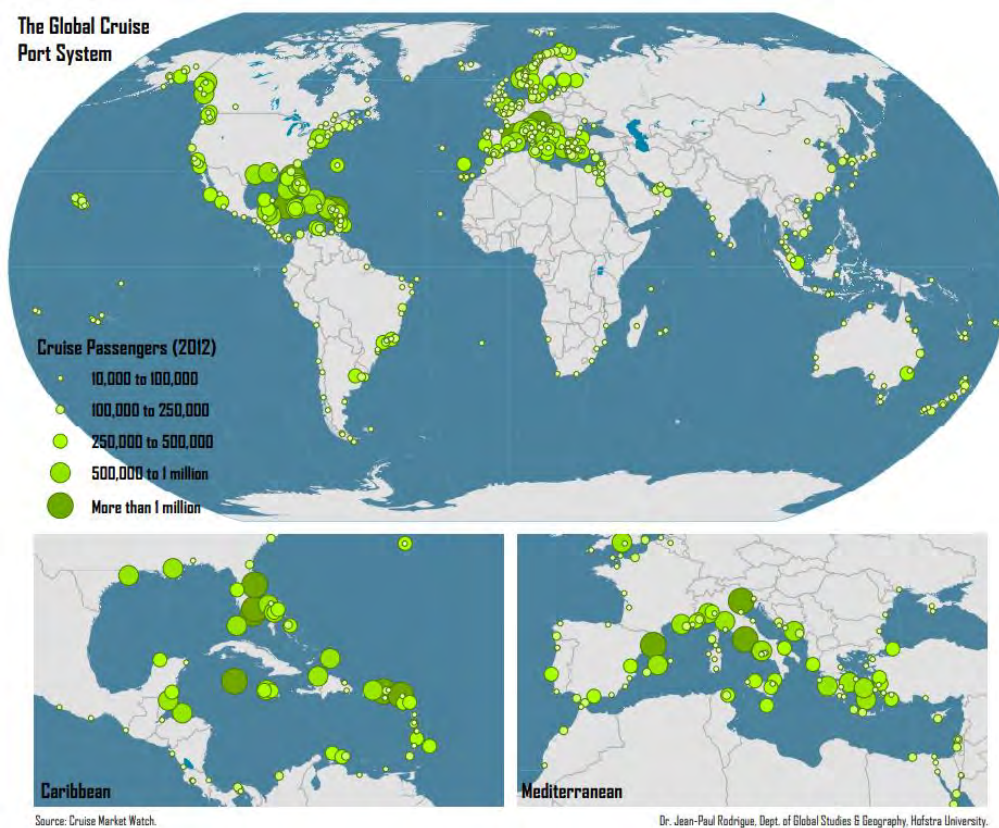 The Global Cruise
Port System
Cruise Passengers (2012)
10,000 to 100,000
100,000 to 250,000
250,000 to 500,000
500,000 to 1 million
More than 1 million
Caribbean
Mediterranean
Source: Cruise Market Watch.
Dr. Jean-Paul Rodrigue, Dept. of Global Studies & Geography, Hofstra University.